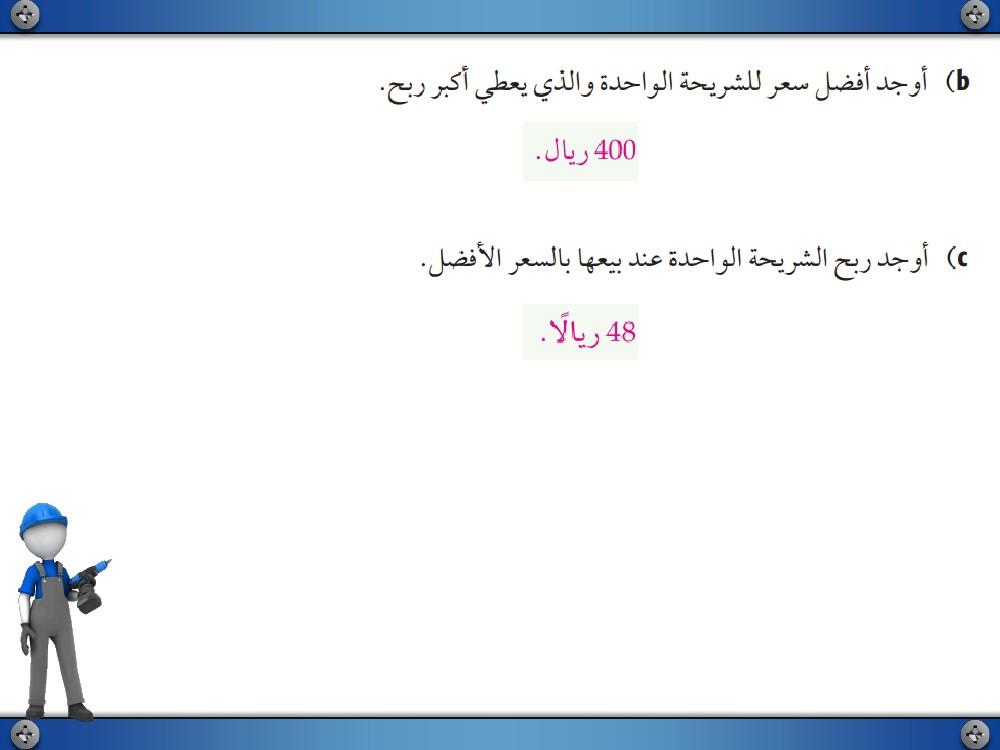 b) أوجد أفضل سعر للشريحة الواحدة والذي يعطي أكبر ربح.
400 ريال.
c) أوجد ربح الشريحة الواحدة عند بيعها بالسعر الأفضل.
48 ريالًا.